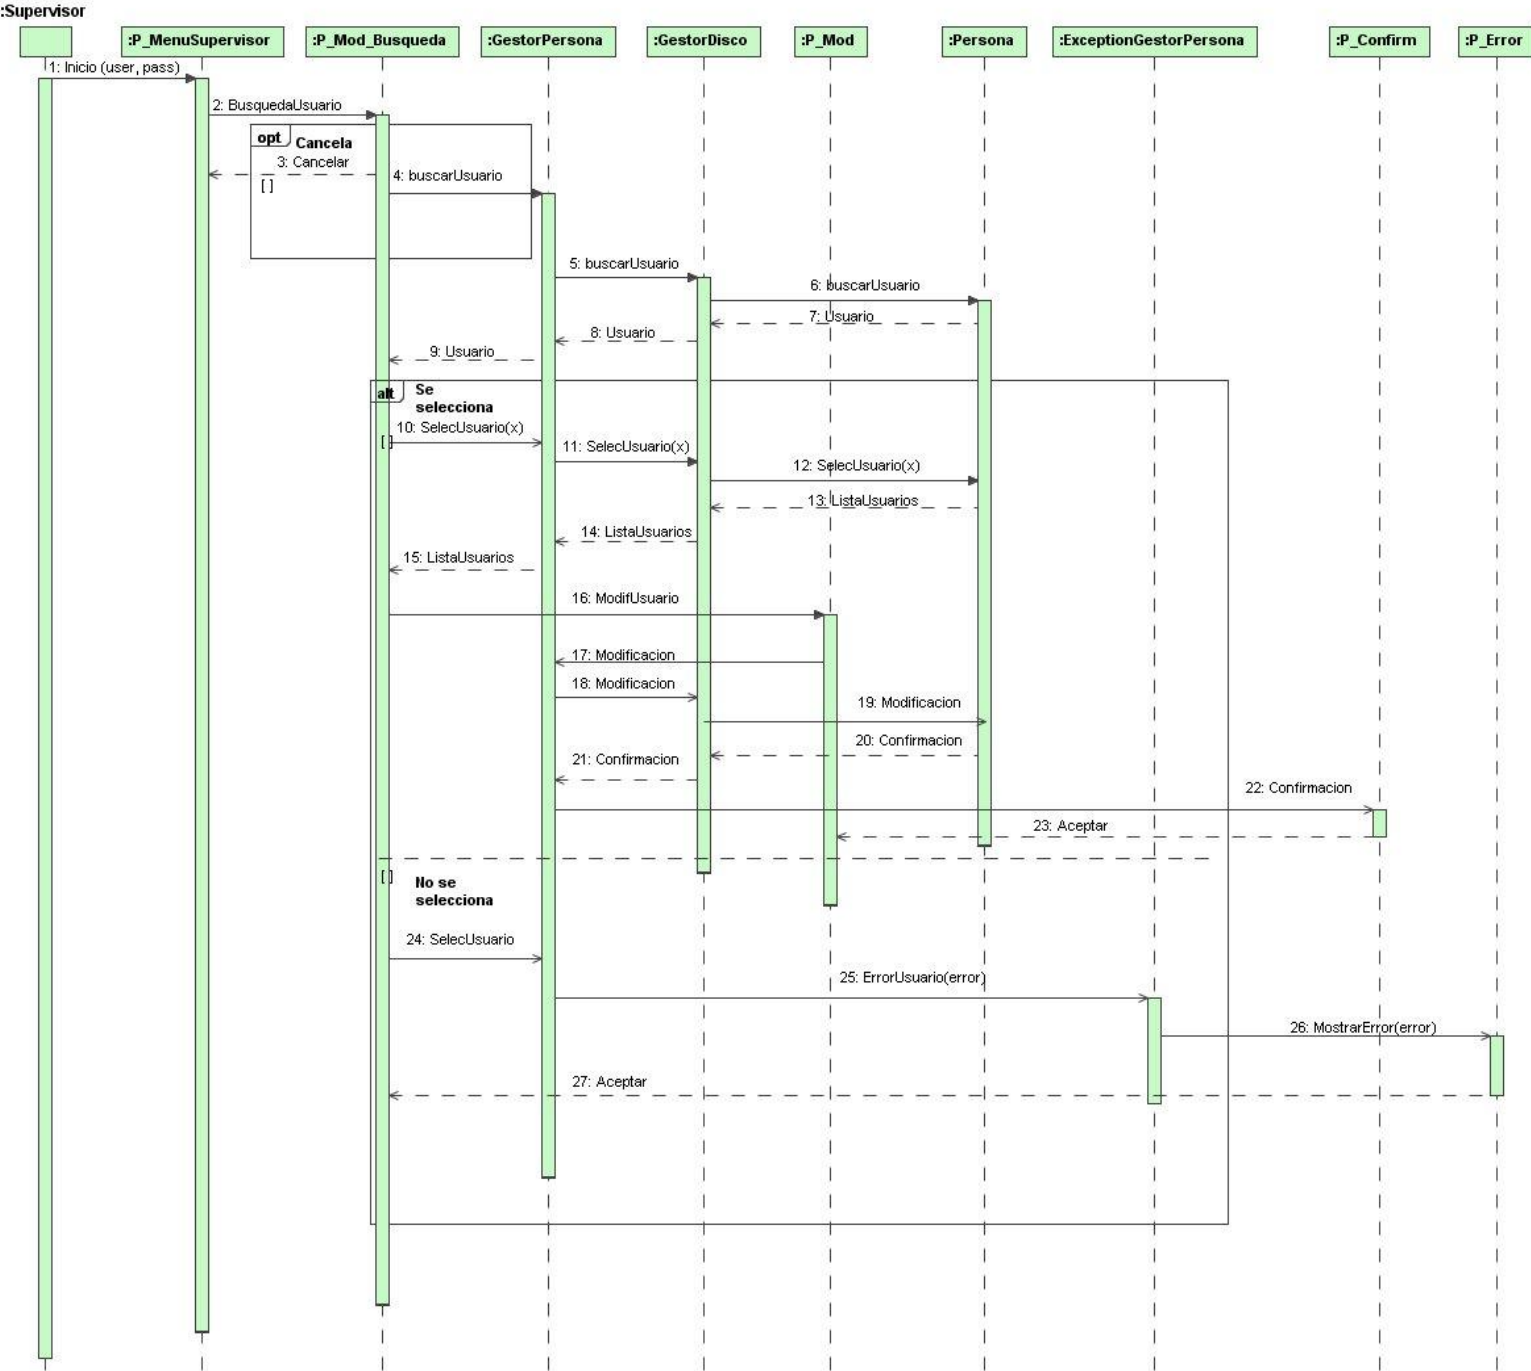 :Supervisor
:P_MenuSupervisor
:P_Mod_Busqueda
:GestorPersona
:GestorDisco
:P_Mod
:Persona
:ExceptionGestorPersona
:P_Confirm
:P_Error
1: Inicio (user, pass)
2: BusquedaUsuario
opt
Cancela
3: Cancelar
[ ]
4: buscarUsuario
5: buscarUsuario
6: buscarUsuario
7: Usuario
8: Usuario
9: Usuario
alt
Se
selecciona
10: SelecUsuario(x)
[ ]
11: SelecUsuario(x)
12: SelecUsuario(x)
13: ListaUsuarios
14: ListaUsuarios
15: ListaUsuarios
16: ModifUsuario
17: Modificacion
18: Modificacion
19: Modificacion
20: Confirmacion
21: Confirmacion
22: Confirmacion
23: Aceptar
[ ]
No se
selecciona
24: SelecUsuario
25: ErrorUsuario(error)
26: MostrarError(error)
27: Aceptar